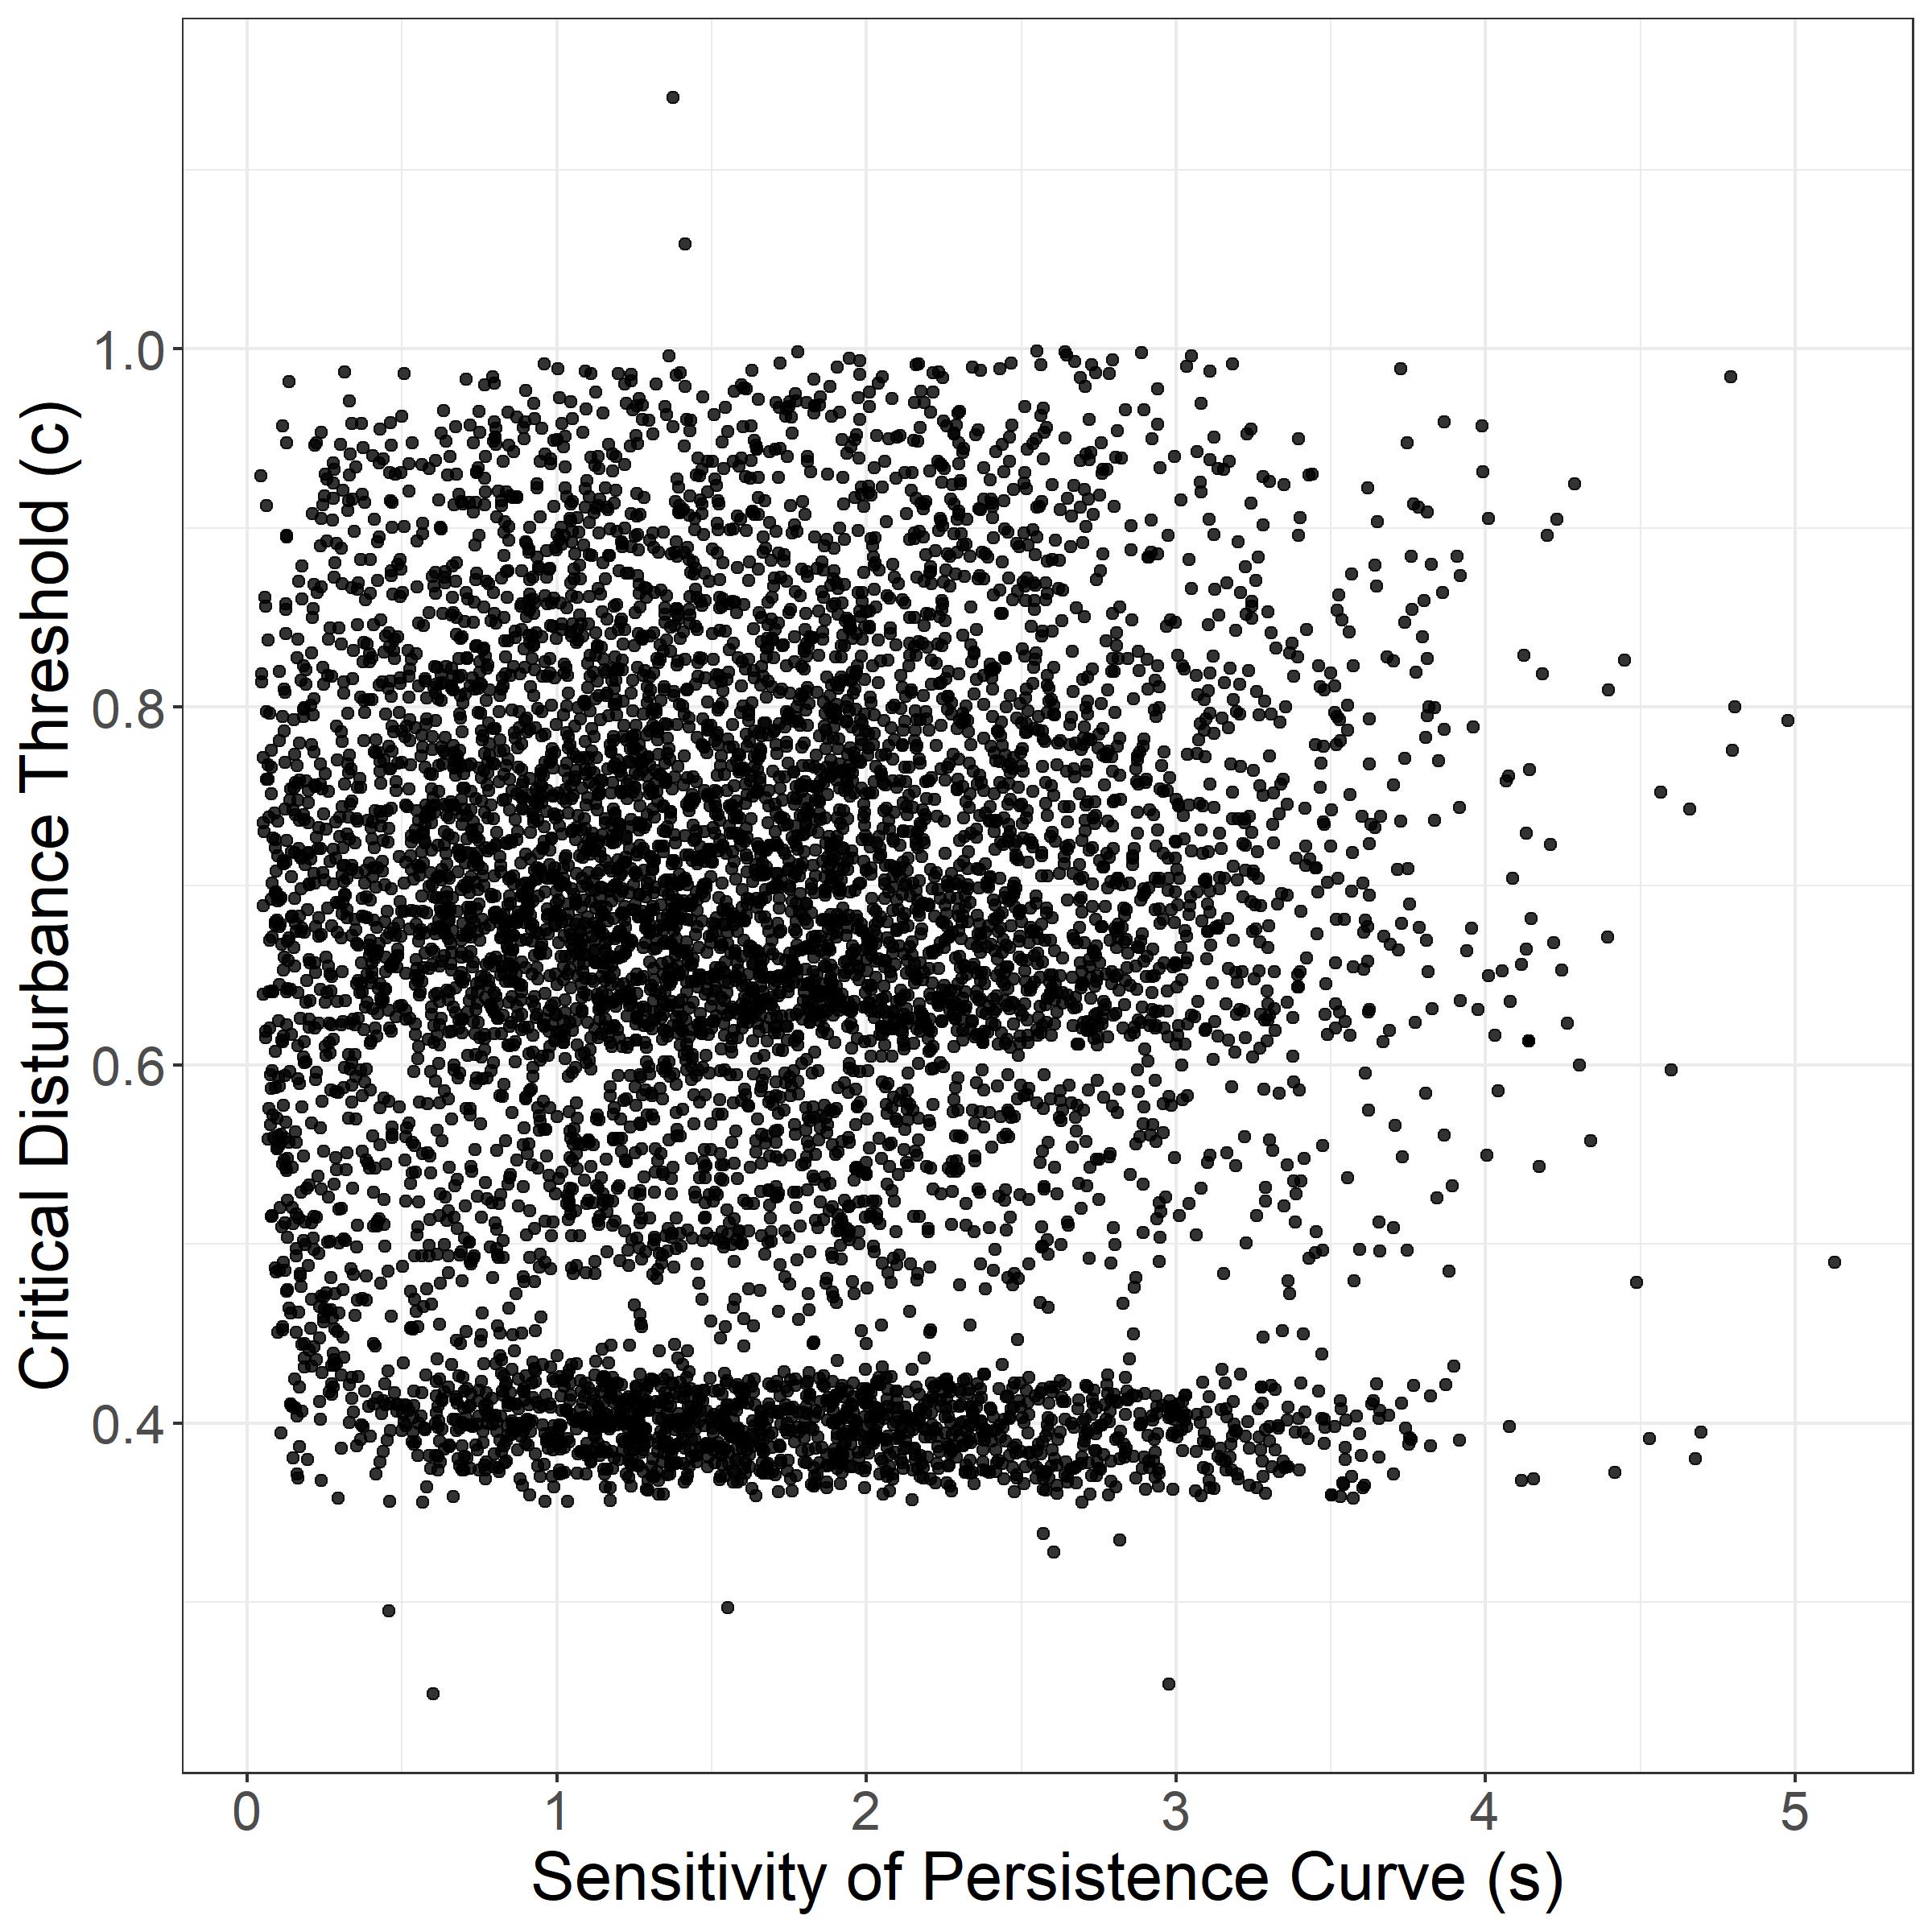 Critical Disturbance Threshold (c)
1.0
0.8
0.6
0.4
0 1 2 3 4 5
Sensitivity of Persistence Curve (s)